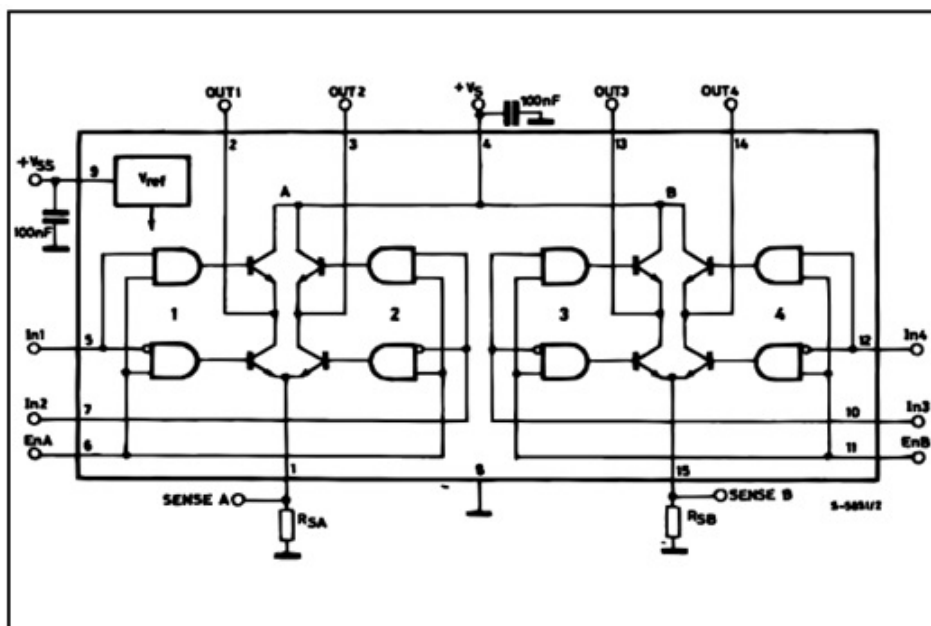 OUT1
OUT2
+VS
100nF
OUT3
OUT4
2
3
4
13
14
+VSS
9
Vref
100nF
A
B
1
2
3
4
In1
5
12
In4
In2
7
10
In3
EnA
6
11
EnB
1
8
15
SENSE A
SENSE B
RSA
RSB
S-5851/2